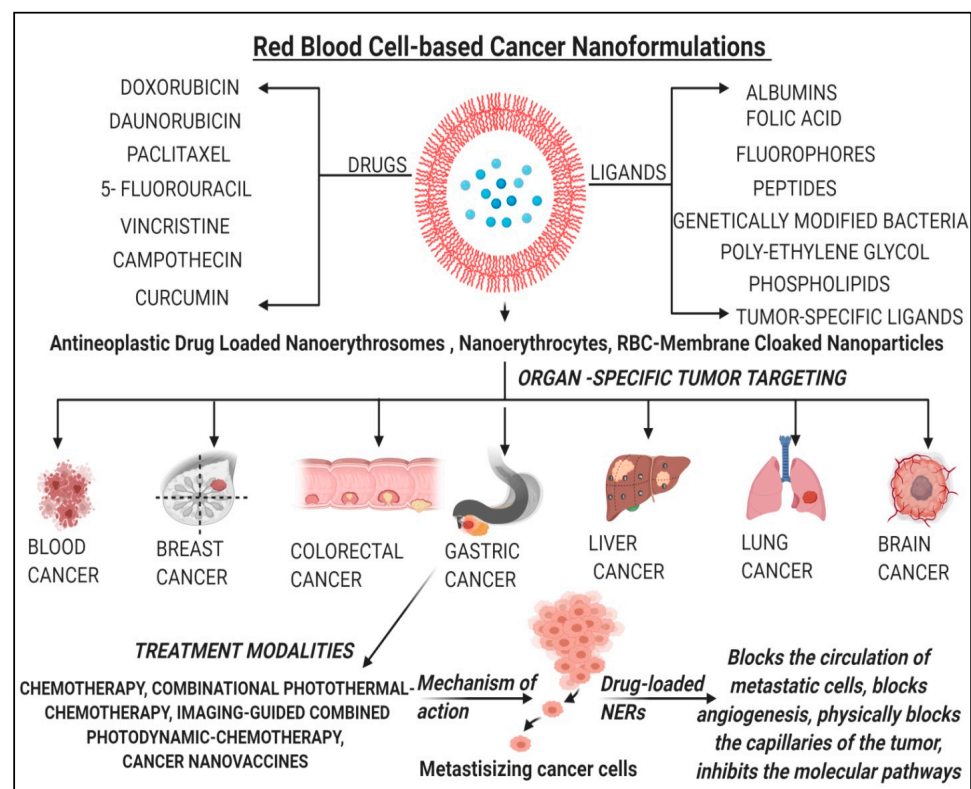 Red Blood Cell-based Cancer Nanoformulations
DOXORUBICIN
DAUNORUBICIN
PACLITAXEL
5- FLUOROURACIL
VINCRISTINE
CAMPOTHECIN
CURCUMIN
DRUGS
LIGANDS
ALBUMINS
FOLIC ACID
FLUOROPHORES
PEPTIDES
GENETICALLY MODIFIED BACTERIA
POLY-ETHYLENE GLYCOL
PHOSPHOLIPIDS
TUMOR-SPECIFIC LIGANDS
Antineoplastic Drug Loaded Nanoerythrosomes , Nanoerythrocytes, RBC-Membrane Cloaked Nanoparticles
ORGAN -SPECIFIC TUMOR TARGETING
BLOOD
CANCER
BREAST
CANCER
COLORECTAL
CANCER
GASTRIC
CANCER
LIVER
CANCER
LUNG
CANCER
BRAIN
CANCER
TREATMENT MODALITIES
CHEMOTHERAPY, COMBINATIONAL PHOTOTHERMAL-
CHEMOTHERAPY, IMAGING-GUIDED COMBINED
PHOTODYNAMIC-CHEMOTHERAPY,
CANCER NANOVACCINES
Mechanism of
action
Metastisizing cancer cells
Drug-loaded
NERs
Blocks the circulation of
metastatic cells, blocks
angiogenesis, physically blocks
the capillaries of the tumor,
inhibits the molecular pathways